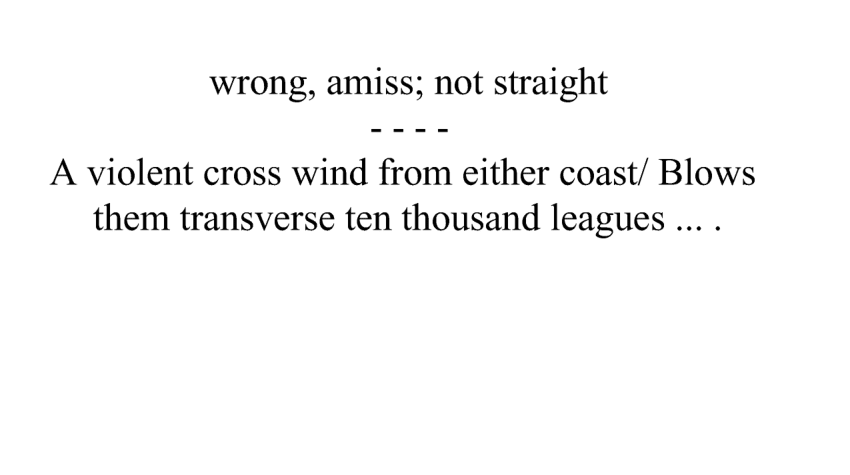 wrong, amiss; not straight
- - - -
A violent cross wind from either coast/ Blows
them transverse ten thousand leagues ... .